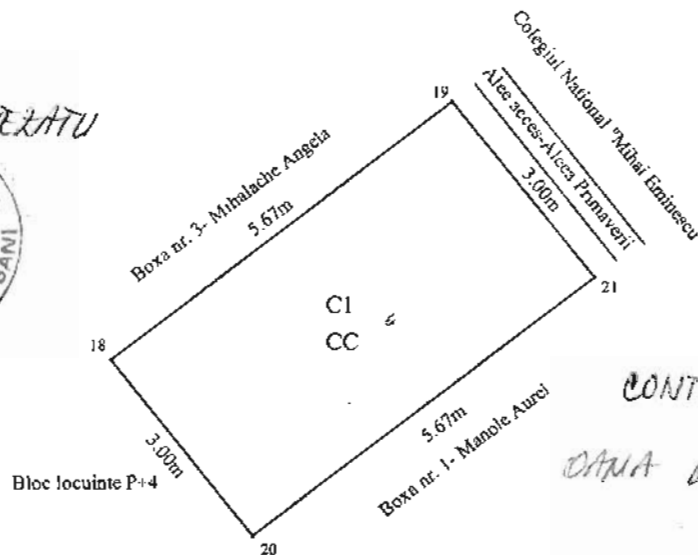 Colegiul National "Mihai Eminescu
Alee acces-Aleea Primaverii
19
3.00m
Boxa nr. 3- Mihalache Angela
5.67m
21
C1
CC
18
3.00m
5.67m
Boxa nr. 1- Manole Aurel
Bloc locuinte P+4
20
CONT
OANA